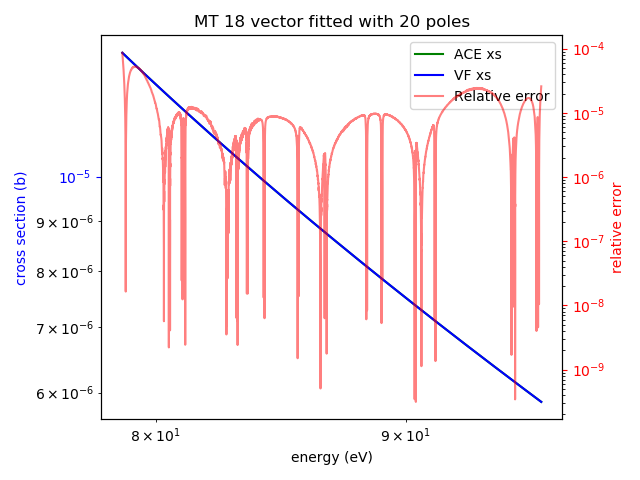 MT 18 vector fitted with 20 poles
ACE xs
VF xs
Relative error
cross section (b)
10⁻⁵
9 × 10⁻⁶
8 × 10⁻⁶
7 × 10⁻⁶
6 × 10⁻⁶
10⁻⁴
10⁻⁵
10⁻⁶
10⁻⁷
10⁻⁸
10⁻⁹
relative error
8 × 10¹
9 × 10¹
energy (eV)